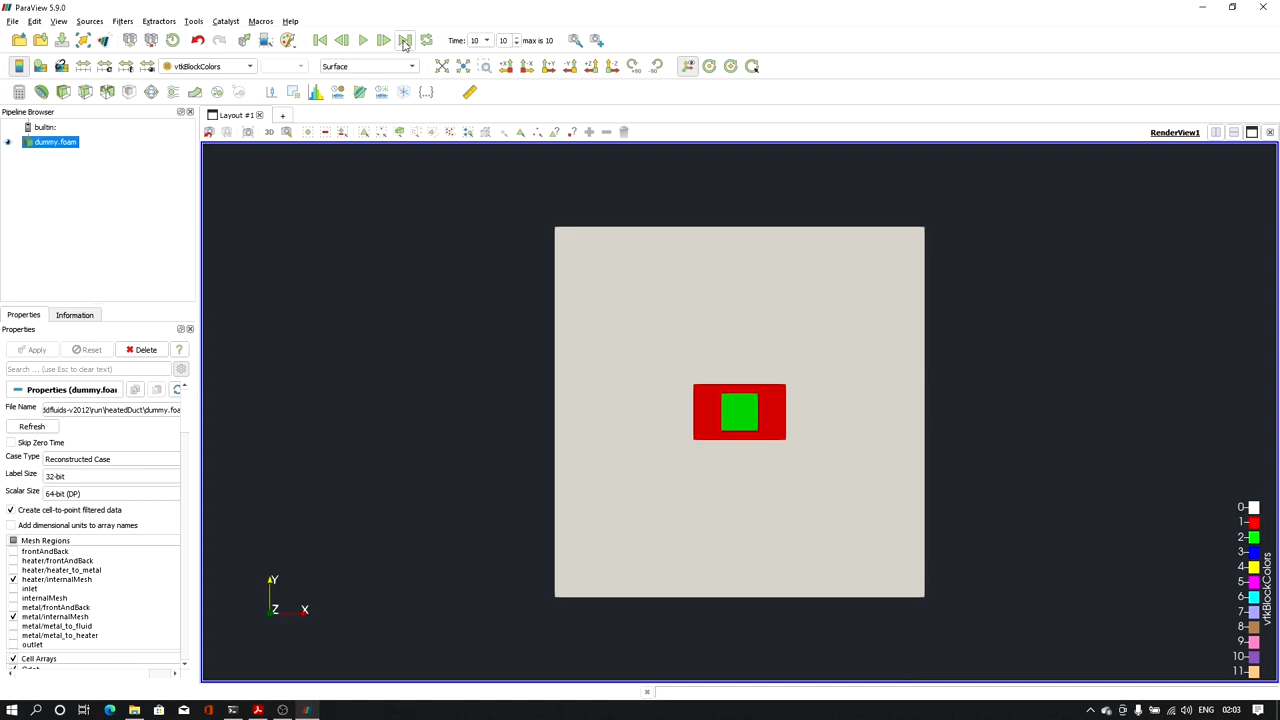 ParaView 5.9.0
File Edit View Sources Filters Extractors Tools Catalyst Macros Help
Time: 10 10 max is 10
vtkBlockColors Surface
+90 -90
Pipeline Browser
Layout #1
builtin:
dummy.foam
3D
RenderView1
Properties Information
Properties
Apply Reset Delete ?
Search ... (use Esc to clear text)
Properties (dummy.foa
File Name ddfluids-v2012\run\heatedDuct\dummy.foa
Refresh
Skip Zero Time
Case Type Reconstructed Case
Label Size 32-bit
Scalar Size 64-bit (DP)
Create cell-to-point filtered data
Add dimensional units to array names
Mesh Regions
frontAndBack
heater/frontAndBack
heater/heater_to_metal
heater/internalMesh
inlet
internalMesh
metal/frontAndBack
metal/internalMesh
metal/metal_to_fluid
metal/metal_to_heater
outlet
Cell Arrays
Y
Z X
0
1
2
3
4
5
6
7
8
9
10
11
vtkBlockColors
ENG 02:03